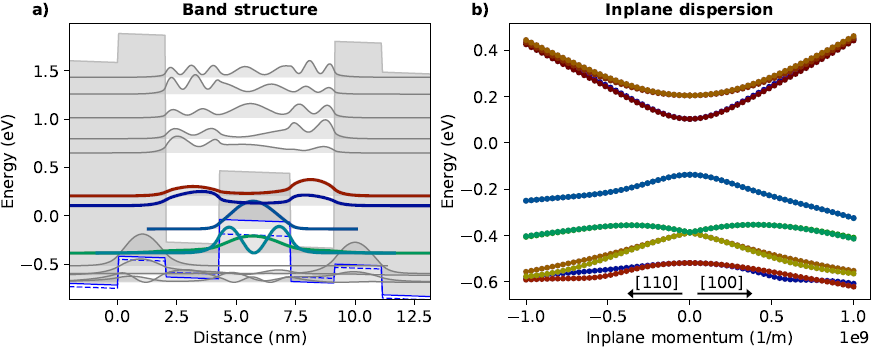 a) Band structure
Energy (eV)
1.5
1.0
0.5
0.0
−0.5
0.0 2.5 5.0 7.5 10.0 12.5
Distance (nm)
b) Inplane dispersion
Energy (eV)
0.4
0.2
0.0
−0.2
−0.4
−0.6
[110] [100]
−1.0 −0.5 0.0 0.5 1.0
Inplane momentum (1/m) 1e9